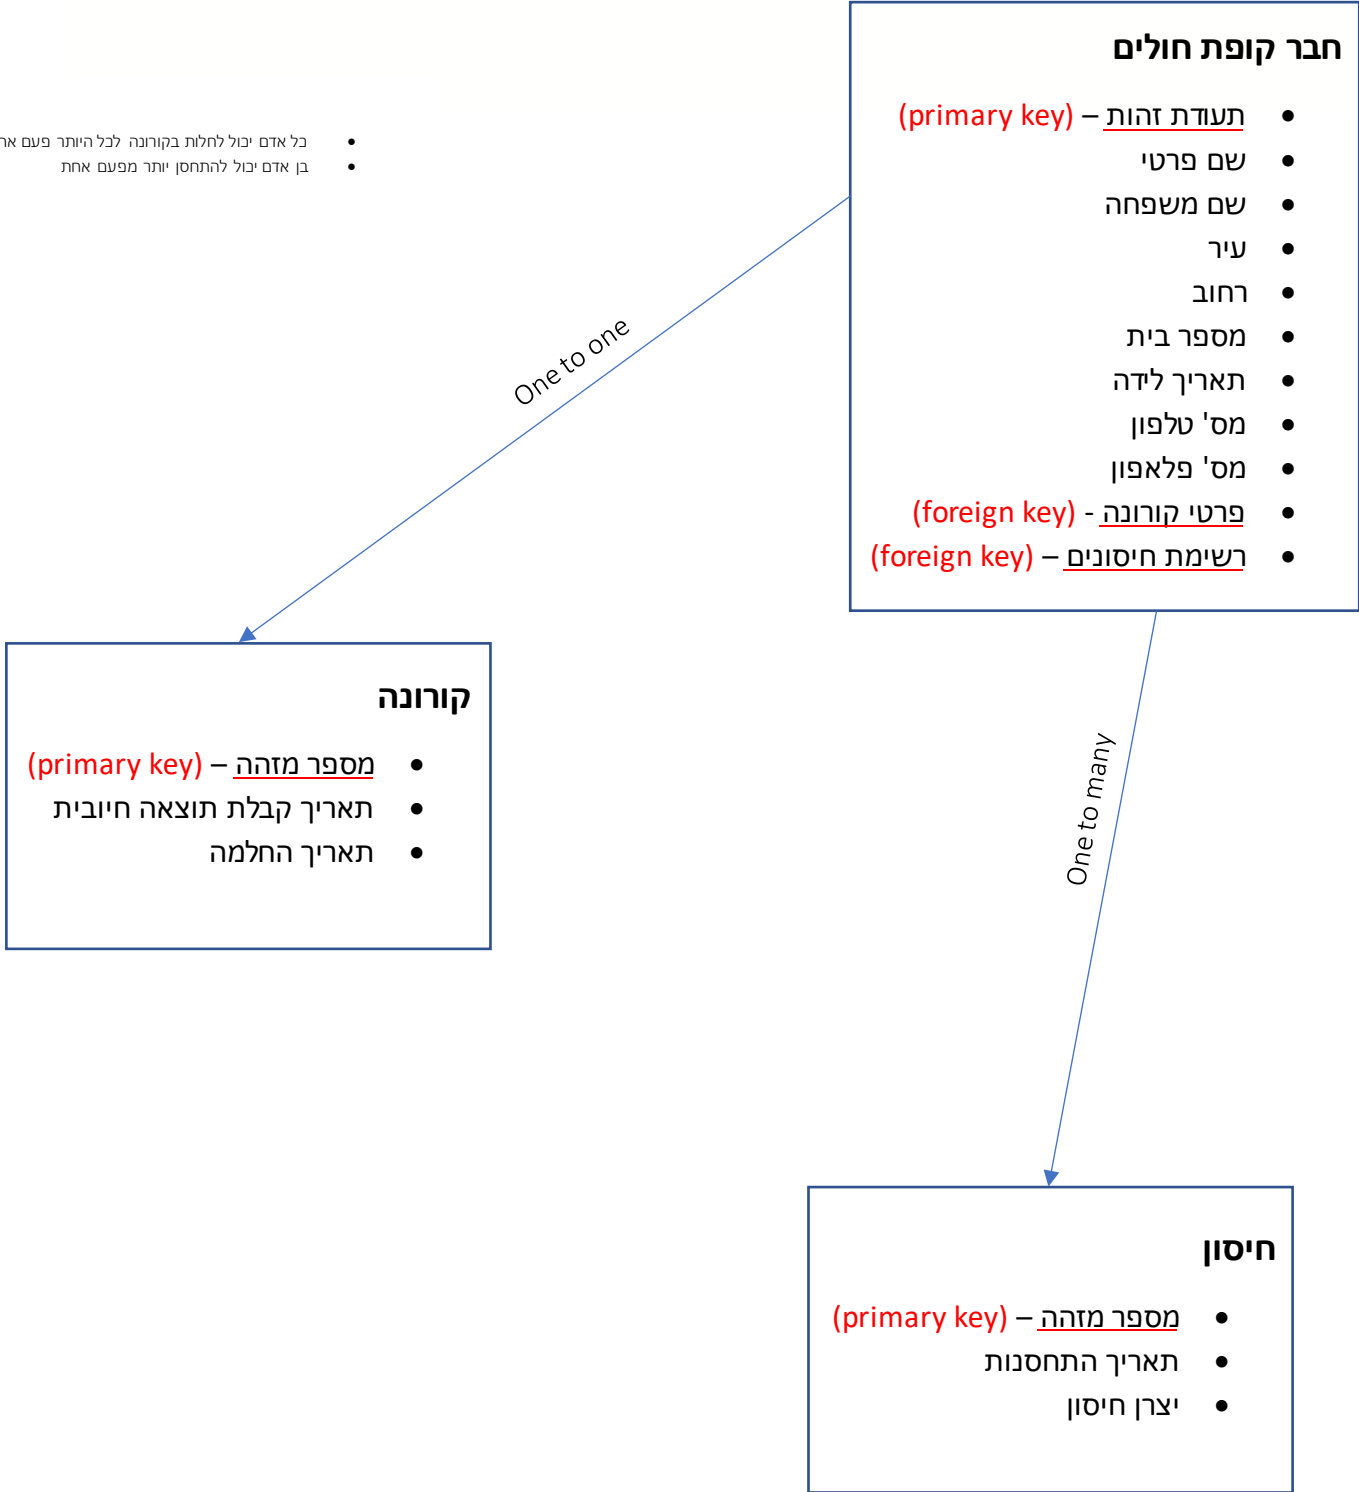 חבר קופת חולים
תעודת זהות – (primary key)
שם פרטי
שם משפחה
עיר
רחוב
מספר בית
תאריך לידה
מס' טלפון
מס' פלאפון
פרטי קורונה - (foreign key)
רשימת חיסונים – (foreign key)
כל אדם יכול לחלות בקורונה לכל היותר פעם
בן אדם יכול להתחסן יותר מפעם אחת
One to one
קורונה
מספר מזהה – (primary key)
תאריך קבלת תוצאה חיובית
תאריך החלמה
One to many
חיסון
מספר מזהה – (primary key)
תאריך התחסנות
יצרן חיסון